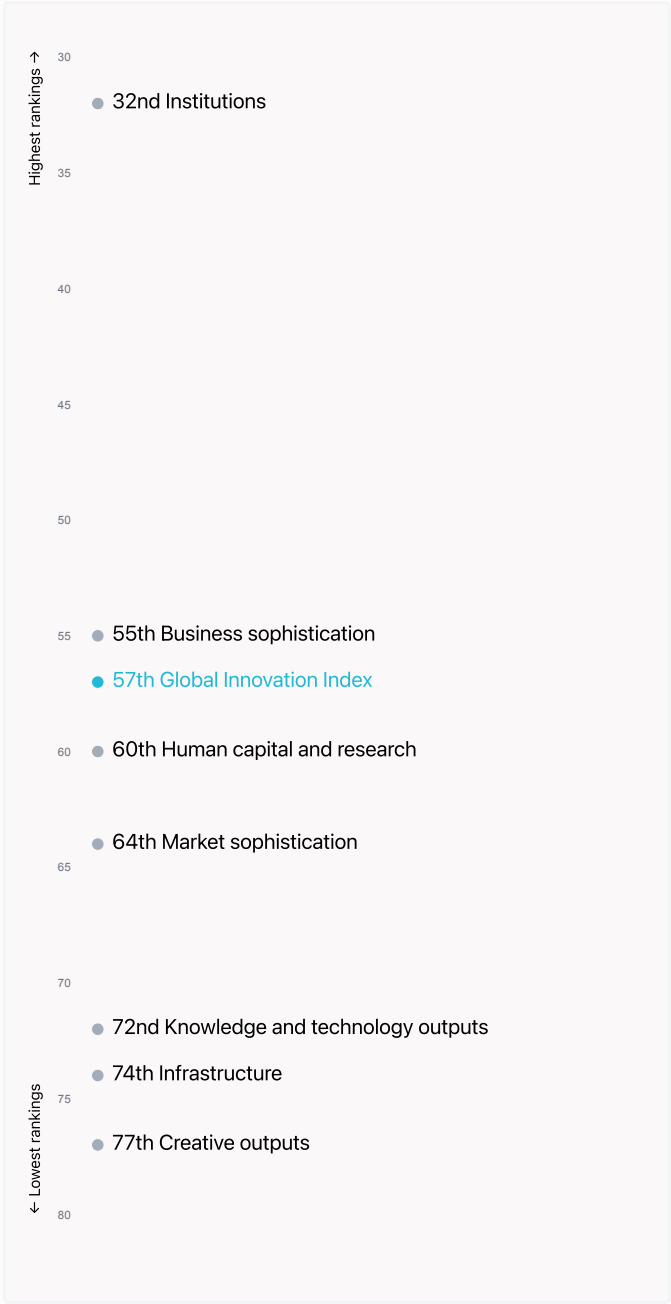 Highest rankings →
30
32nd Institutions
35
40
45
50
55
55th Business sophistication
57th Global Innovation Index
60
60th Human capital and research
64th Market sophistication
65
70
72nd Knowledge and technology outputs
74th Infrastructure
75
77th Creative outputs
← Lowest rankings
80